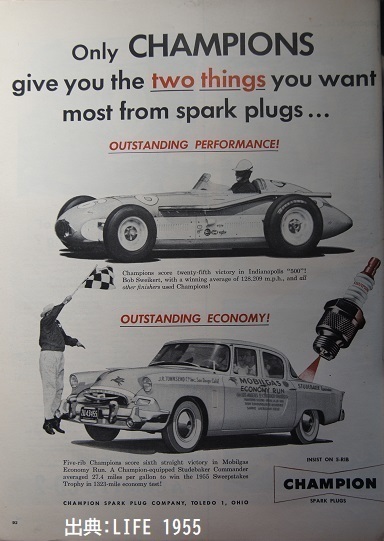 Only CHAMPIONS
give you the two things you want
most from spark plugs...
OUTSTANDING PERFORMANCE!
Champions score twenty-fifth victory in Indianapolis "500"!
Bob Sweikert, with a winning average of 128.209 m.p.h., and all
other finishers used Champions!
OUTSTANDING ECONOMY!
MOBILGAS
ECONOMY RUN
Five-rib Champions score sixth straight victory in Mobilgas
Economy Run. A Champion-equipped Studebaker Commander
averaged 27.4 miles per gallon to win the 1955 Sweepstakes
Trophy in 1323-mile economy test!
INSIST ON 5-RIB
CHAMPION
SPARK PLUGS
CHAMPION SPARK PLUG COMPANY, TOLEDO 1, OHIO
出典:LIFE 1955